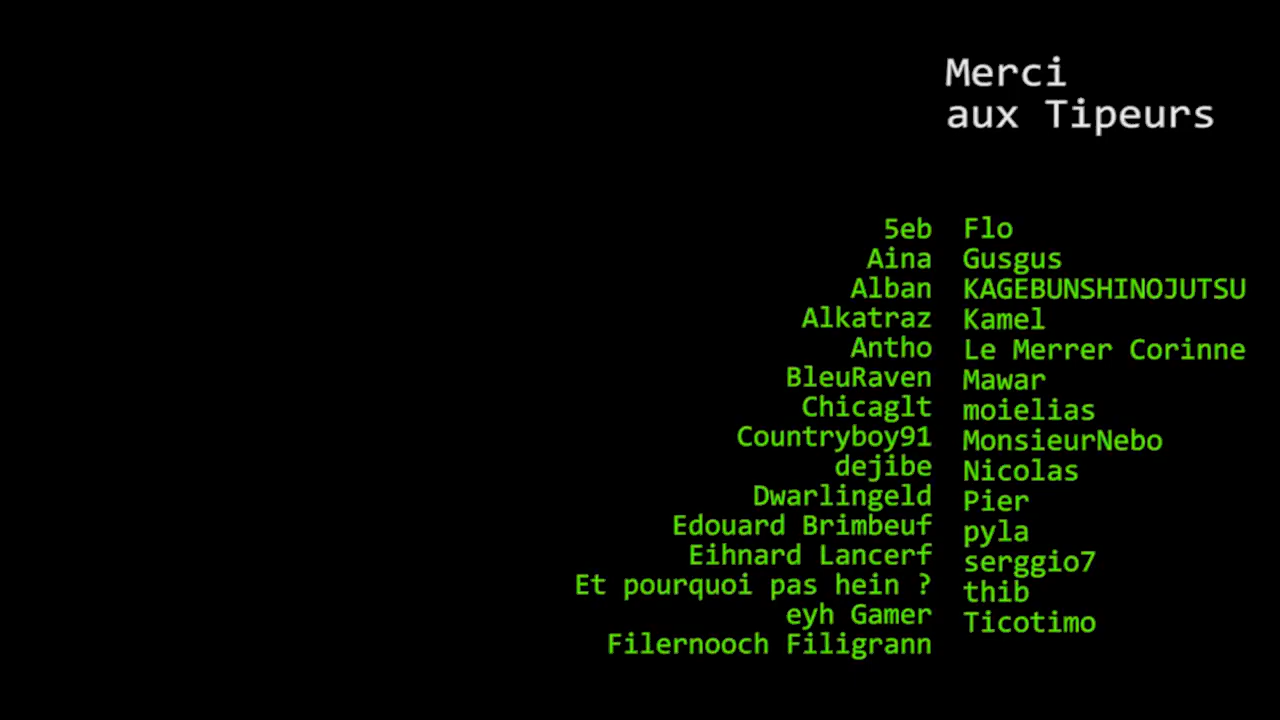 Merci
aux Tipeurs
5eb
Aina
Alban
Alkatraz
Antho
BleuRaven
Chicaglt
Countryboy91
dejibe
Dwarlingeld
Edouard Brimbeuf
Eihnard Lancerf
Et pourquoi pas hein ?
eyh Gamer
Filernooch Filigrann
Flo
Gusgus
KAGEBUNSHINOJUTSU
Kamel
Le Merrer Corinne
Mawar
moielias
MonsieurNebo
Nicolas
Pier
pyla
serggio7
thib
Ticotimo